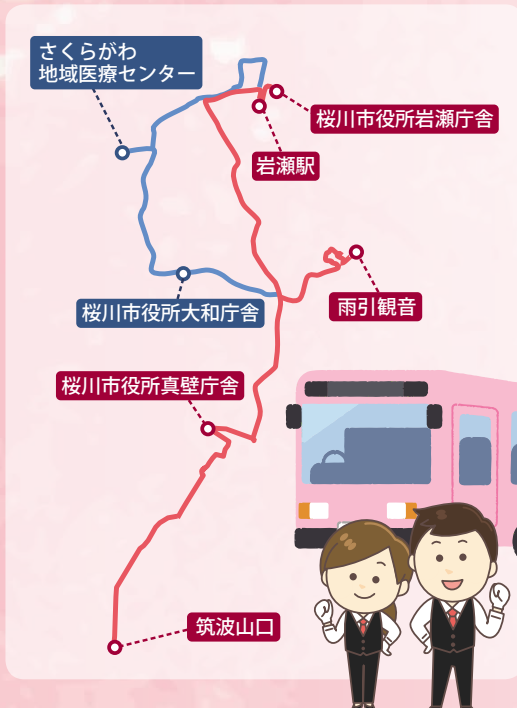 さくらがわ
地域医療センター
桜川市役所岩瀬庁舎
岩瀬駅
雨引観音
桜川市役所大和庁舎
桜川市役所真壁庁舎
筑波山口